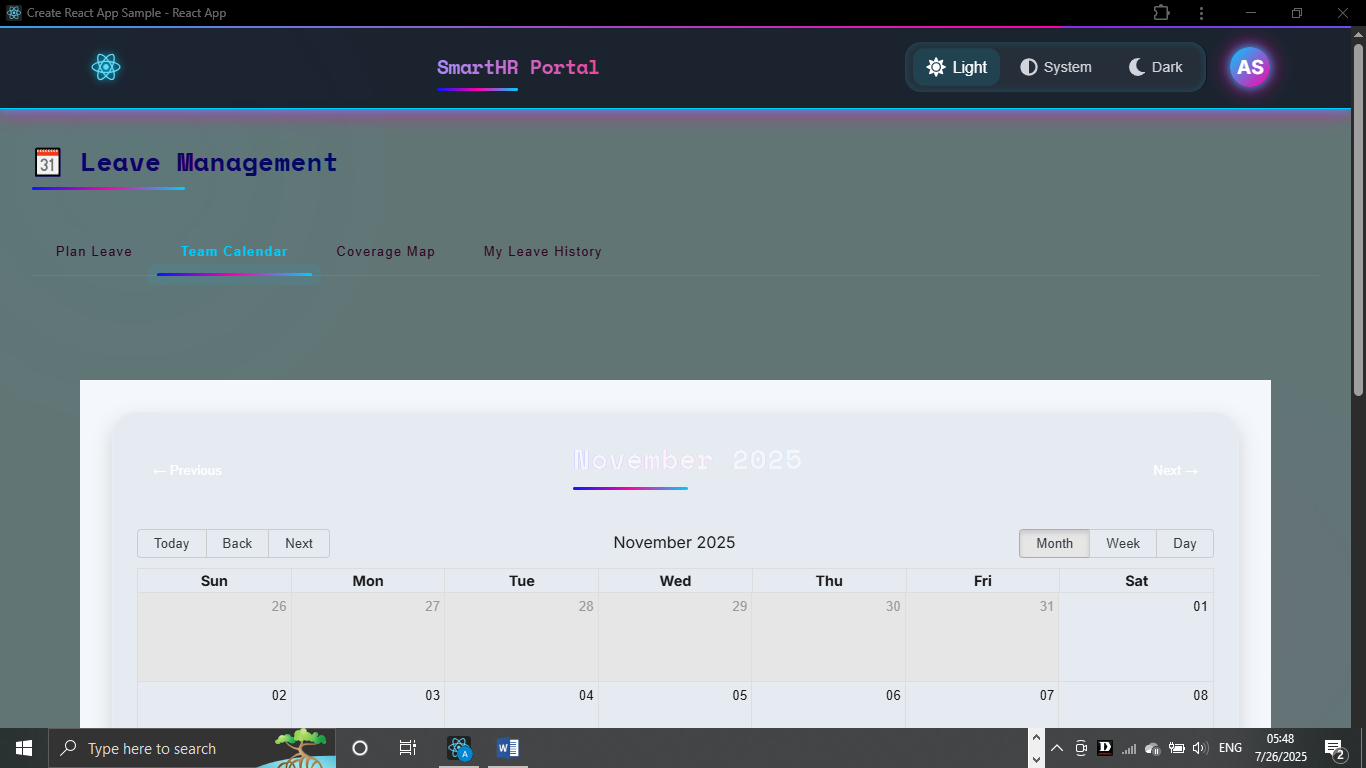 Create React App Sample - React App
SmartHR Portal
Light
System
Dark
AS
31
Leave Management
Plan Leave
Team Calendar
Coverage Map
My Leave History
← Previous
November 2025
Next →
Today
Back
Next
November 2025
Month
Week
Day
Sun Mon Tue Wed Thu Fri Sat
26 27 28 29 30 31 01
02 03 04 05 06 07 08
Type here to search
A
W
D
ENG
05:48
7/26/2025
2